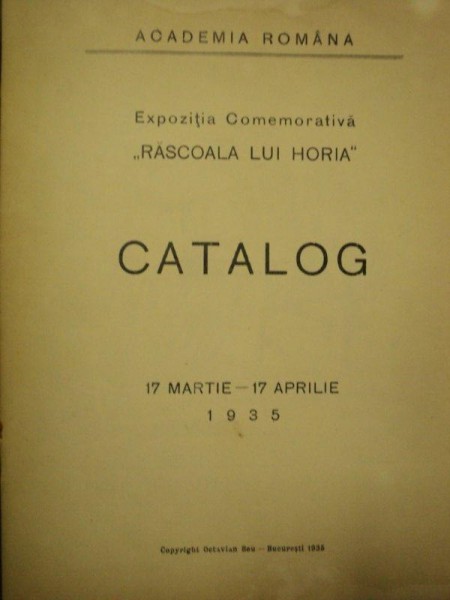 ACADEMIA ROMÂNA
Expoziţia Comemorativă
„RĂSCOALA LUI HORIA"
CATALOG
17 MARTIE — 17 APRILIE
1935
Copyright Octavian Beu — Bucureşti 1935